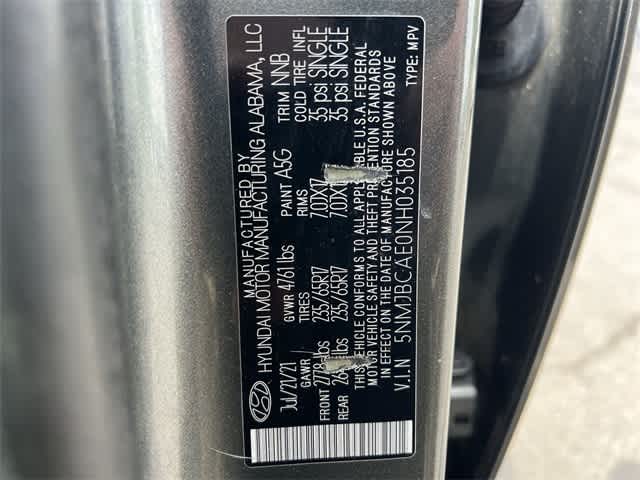 MANUFACTURED BY
HYUNDAI MOTOR MANUFACTURING ALABAMA, LLC
Jul/21/21 GVWR 4761 lbs PAINT A5G TRIM NNB
GAWR TIRES RIMS COLD TIRE INFL
FRONT 2778 lbs 235/65R17 7.0JX17 35 psi SINGLE
REAR lbs 235/65R17 7.0JX17 35 psi SINGLE
THIS VEHICLE CONFORMS TO ALL APPLICABLE U.S.A. FEDERAL
MOTOR VEHICLE SAFETY AND THEFT PREVENTION STANDARDS
IN EFFECT ON THE DATE OF MANUFACTURE SHOWN ABOVE
V.I.N 5NMJBCAE0NH035185 TYPE: MPV